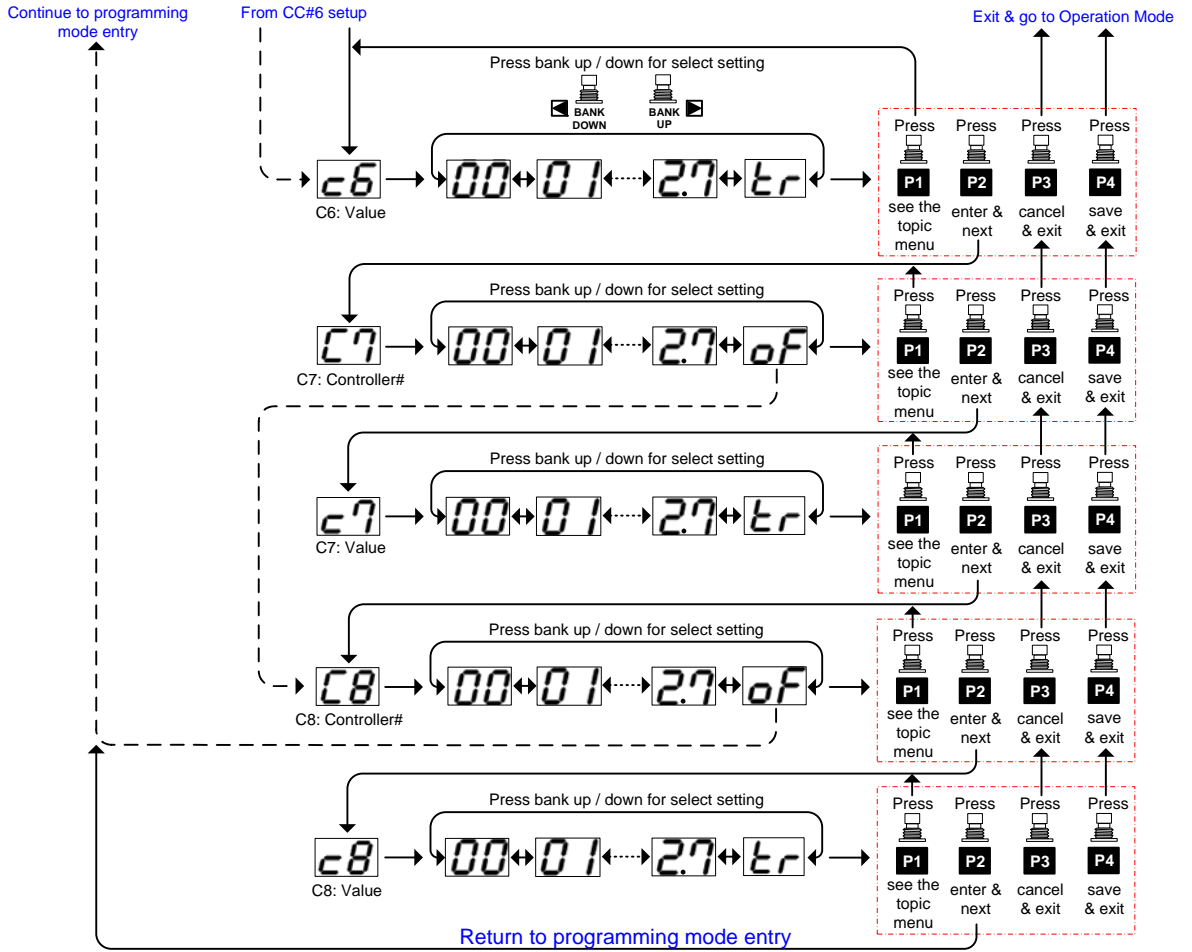 Continue to programming
mode entry
From CC#6 setup
Exit & go to Operation Mode
Press bank up / down for select setting
BANK
DOWN
BANK
UP
c6 00 01 2.7 tr
C6: Value
Press Press Press Press
P1 P2 P3 P4
see the
topic
menu
enter &
next
cancel
& exit
save
& exit
Press bank up / down for select setting
C7 00 01 2.7 oF
C7: Controller#
Press Press Press Press
P1 P2 P3 P4
see the
topic
menu
enter &
next
cancel
& exit
save
& exit
Press bank up / down for select setting
c7 00 01 2.7 tr
C7: Value
Press Press Press Press
P1 P2 P3 P4
see the
topic
menu
enter &
next
cancel
& exit
save
& exit
Press bank up / down for select setting
C8 00 01 2.7 oF
C8: Controller#
Press Press Press Press
P1 P2 P3 P4
see the
topic
menu
enter &
next
cancel
& exit
save
& exit
Press bank up / down for select setting
c8 00 01 2.7 tr
C8: Value
Press Press Press Press
P1 P2 P3 P4
see the
topic
menu
enter &
next
cancel
& exit
save
& exit
Return to programming mode entry